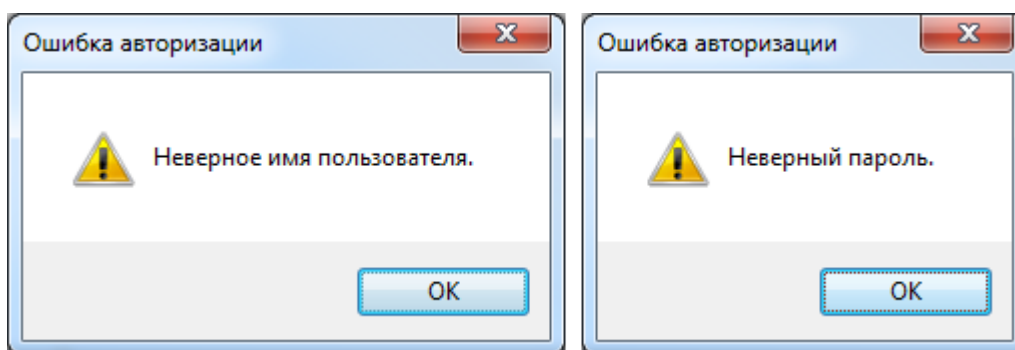 Ошибка авторизации
Неверное имя пользователя.
OK
Ошибка авторизации
Неверный пароль.
OK